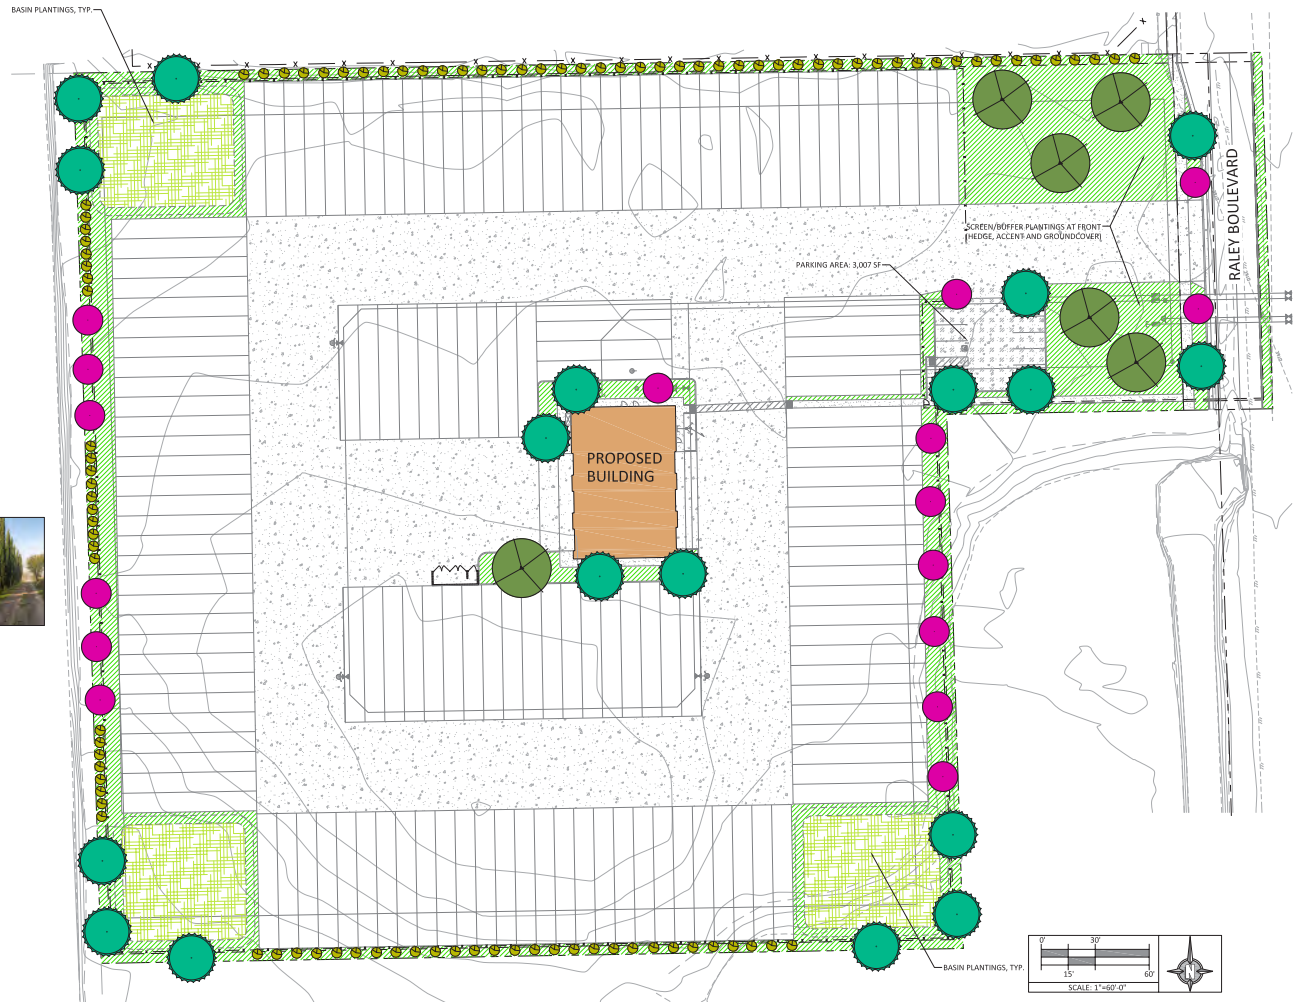 BASIN PLANTINGS, TYP.
RALEY BOULEVARD
SCREEN/BUFFER PLANTINGS AT FRONT
(HEDGE, ACCENT AND GROUNDCOVER)
PARKING AREA: 3,007 SF
PROPOSED
BUILDING
BASIN PLANTINGS, TYP.
0' 30'
15' 60'
SCALE: 1"=60'-0"
N